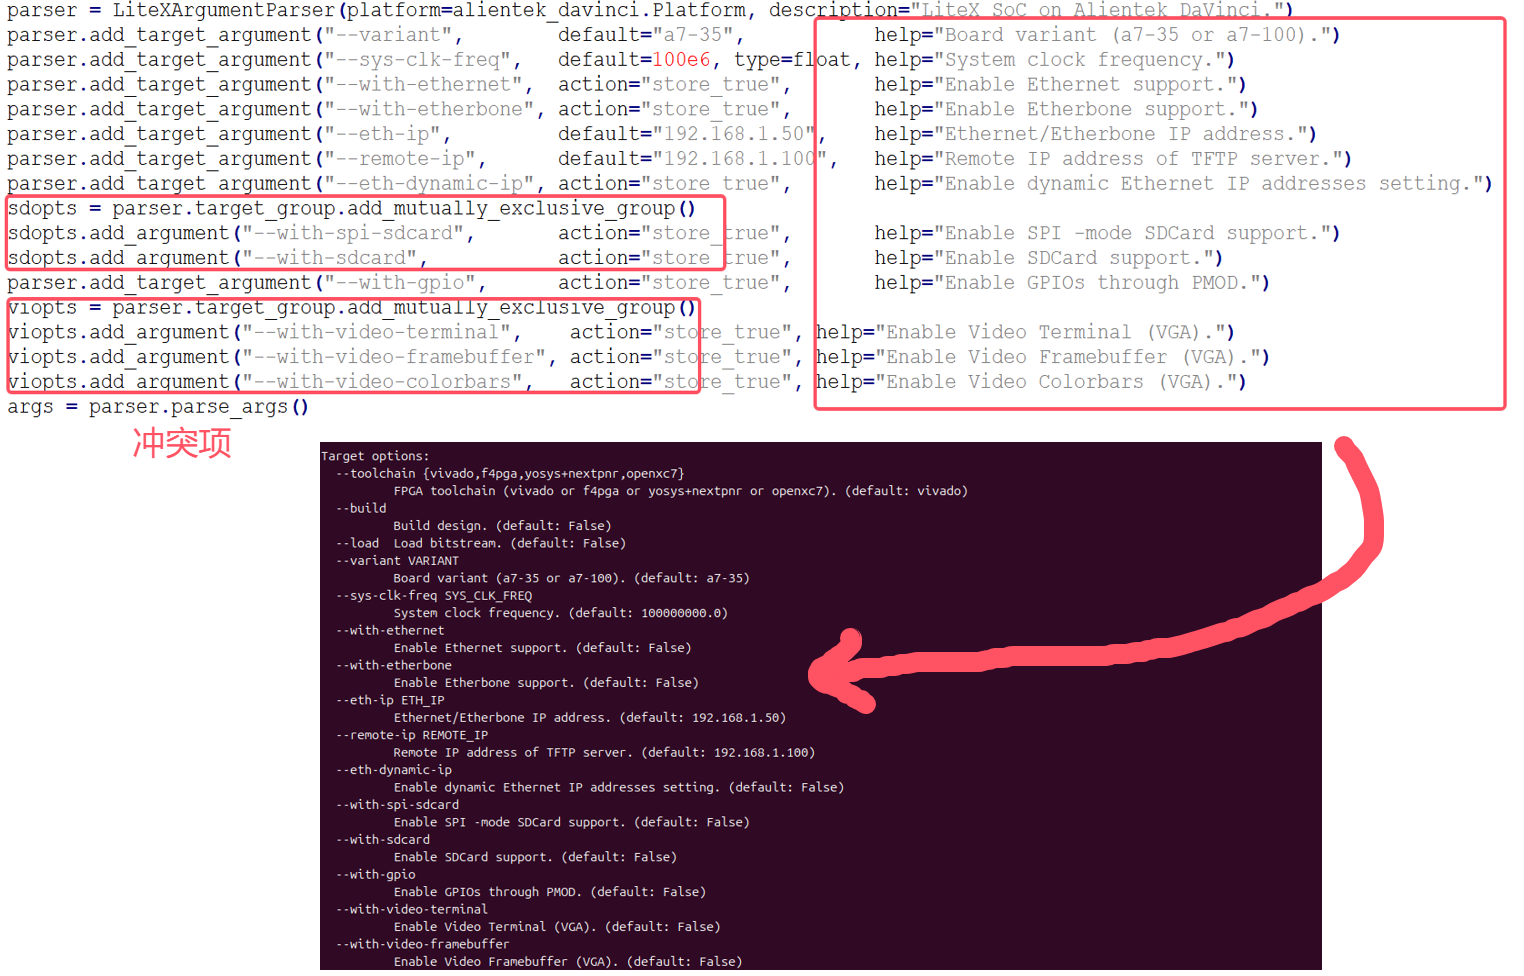 parser = LiteXArgumentParser(platform=alientek_davinci.Platform, description="LiteX SoC on Alientek DaVinci.")
parser.add_target_argument("--variant", default="a7-35", help="Board variant (a7-35 or a7-100).")
parser.add_target_argument("--sys-clk-freq", default=100e6, type=float, help="System clock frequency.")
parser.add_target_argument("--with-ethernet", action="store_true", help="Enable Ethernet support.")
parser.add_target_argument("--with-etherbone", action="store_true", help="Enable Etherbone support.")
parser.add_target_argument("--eth-ip", default="192.168.1.50", help="Ethernet/Etherbone IP address.")
parser.add_target_argument("--remote-ip", default="192.168.1.100", help="Remote IP address of TFTP server.")
parser.add_target_argument("--eth-dynamic-ip", action="store_true", help="Enable dynamic Ethernet IP addresses setting.")
sdopts = parser.target_group.add_mutually_exclusive_group()
sdopts.add_argument("--with-spi-sdcard", action="store_true", help="Enable SPI -mode SDCard support.")
sdopts.add_argument("--with-sdcard", action="store_true", help="Enable SDCard support.")
parser.add_target_argument("--with-gpio", action="store_true", help="Enable GPIOs through PMOD.")
viopts = parser.target_group.add_mutually_exclusive_group()
viopts.add_argument("--with-video-terminal", action="store_true", help="Enable Video Terminal (VGA).")
viopts.add_argument("--with-video-framebuffer", action="store_true", help="Enable Video Framebuffer (VGA).")
viopts.add_argument("--with-video-colorbars", action="store_true", help="Enable Video Colorbars (VGA).")
args = parser.parse_args()
冲突项
Target options:
--toolchain {vivado,f4pga,yosys+nextpnr,openxc7}
FPGA toolchain (vivado or f4pga or yosys+nextpnr or openxc7). (default: vivado)
--build
Build design. (default: False)
--load Load bitstream. (default: False)
--variant VARIANT
Board variant (a7-35 or a7-100). (default: a7-35)
--sys-clk-freq SYS_CLK_FREQ
System clock frequency. (default: 100000000.0)
--with-ethernet
Enable Ethernet support. (default: False)
--with-etherbone
Enable Etherbone support. (default: False)
--eth-ip ETH_IP
Ethernet/Etherbone IP address. (default: 192.168.1.50)
--remote-ip REMOTE_IP
Remote IP address of TFTP server. (default: 192.168.1.100)
--eth-dynamic-ip
Enable dynamic Ethernet IP addresses setting. (default: False)
--with-spi-sdcard
Enable SPI -mode SDCard support. (default: False)
--with-sdcard
Enable SDCard support. (default: False)
--with-gpio
Enable GPIOs through PMOD. (default: False)
--with-video-terminal
Enable Video Terminal (VGA). (default: False)
--with-video-framebuffer
Enable Video Framebuffer (VGA). (default: False)